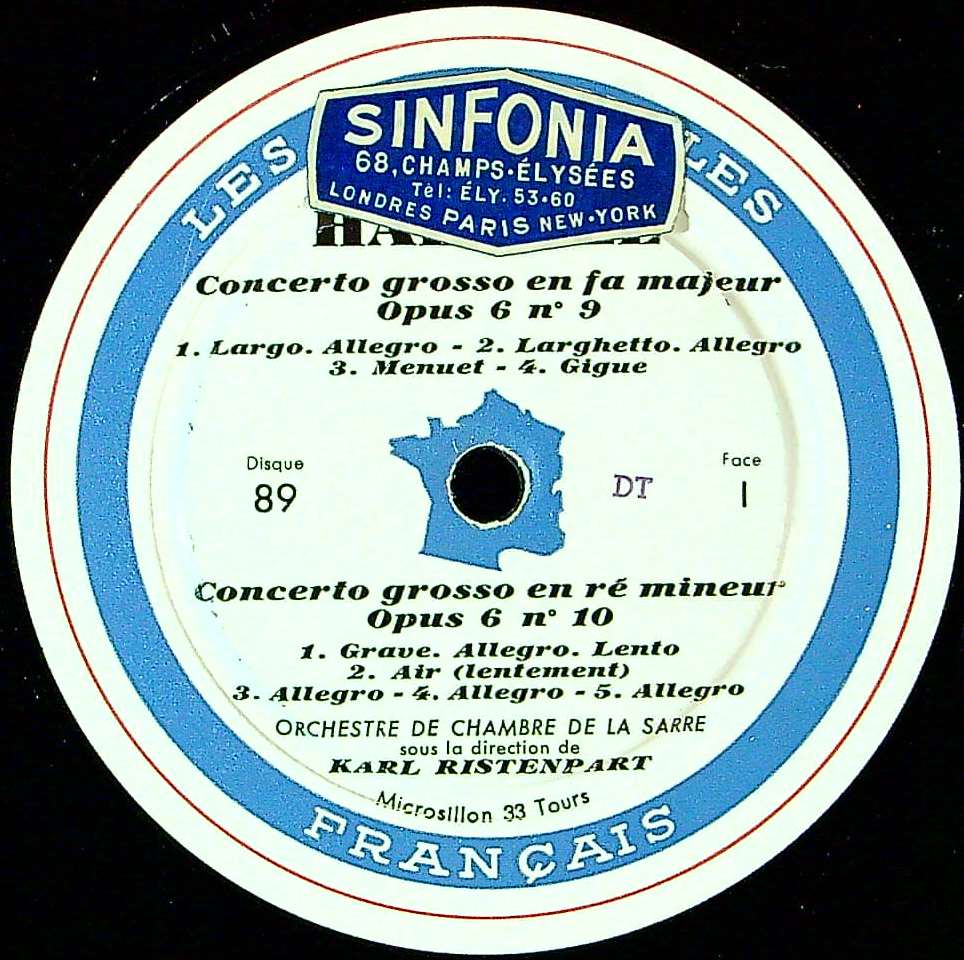 SINFONIA
68, CHAMPS·ÉLYSÉES
Tèl: ÉLY. 53·60
LONDRES PARIS NEW·YORK
LES LES
Concerto grosso en fa majeur
Opus 6 n° 9
1. Largo. Allegro - 2. Larghetto. Allegro
3. Menuet - 4. Gigue
Disque
89
DT
Face
I
Concerto grosso en ré mineur
Opus 6 n° 10
1. Grave. Allegro. Lento
2. Air (lentement)
3. Allegro - 4. Allegro - 5. Allegro
ORCHESTRE DE CHAMBRE DE LA SARRE
sous la direction de
KARL RISTENPART
Microsillon 33 Tours
FRANÇAIS